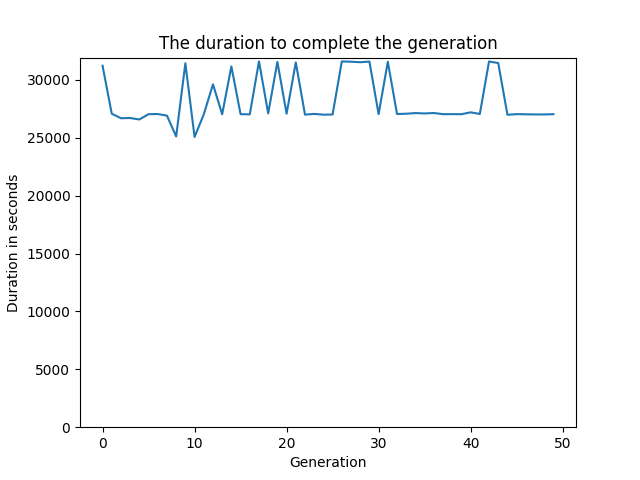 The duration to complete the generation
30000
25000
20000
15000
10000
5000
0
Duration in seconds
0 10 20 30 40 50
Generation